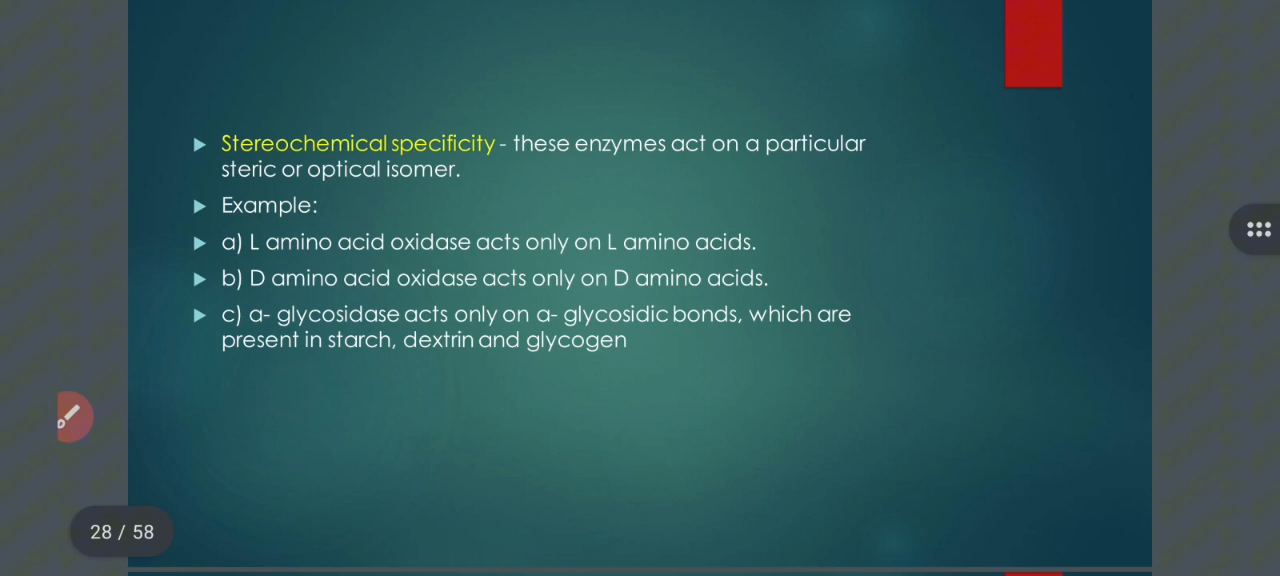 Stereochemical specificity - these enzymes act on a particular
steric or optical isomer.
Example:
a) L amino acid oxidase acts only on L amino acids.
b) D amino acid oxidase acts only on D amino acids.
c) a- glycosidase acts only on a- glycosidic bonds, which are
present in starch, dextrin and glycogen
28 / 58